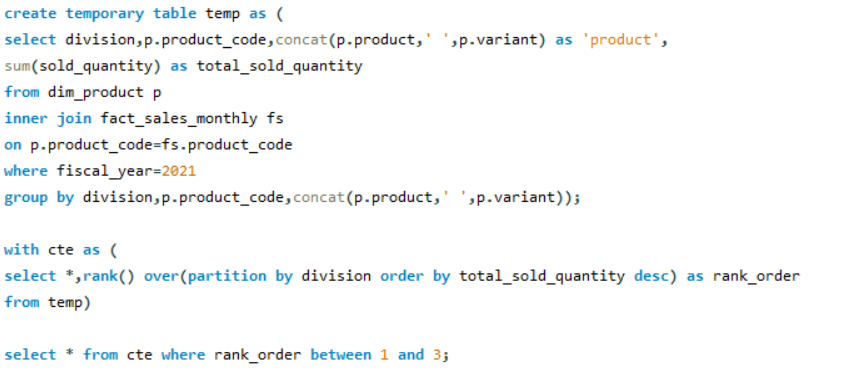 create temporary table temp as (
select division,p.product_code,concat(p.product,' ',p.variant) as 'product',
sum(sold_quantity) as total_sold_quantity
from dim_product p
inner join fact_sales_monthly fs
on p.product_code=fs.product_code
where fiscal_year=2021
group by division,p.product_code,concat(p.product,' ',p.variant));

with cte as (
select *,rank() over(partition by division order by total_sold_quantity desc) as rank_order
from temp)

select * from cte where rank_order between 1 and 3;